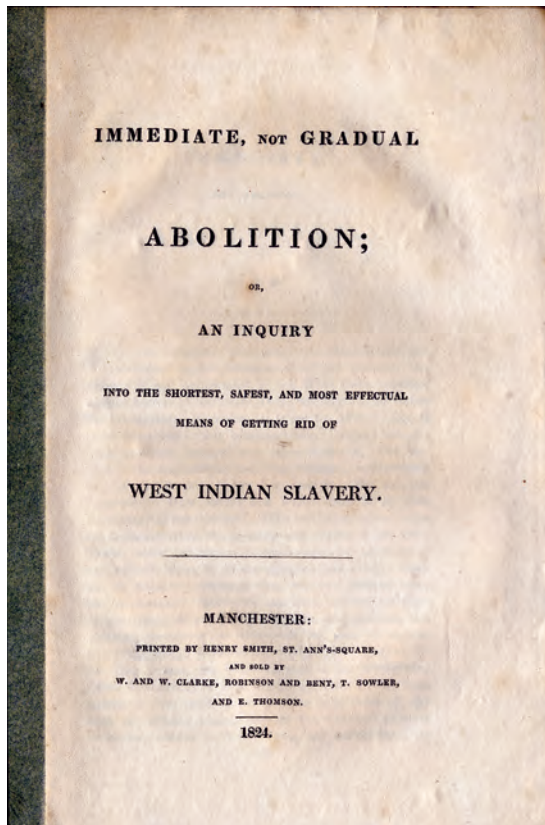 IMMEDIATE, NOT GRADUAL
ABOLITION;
OR,
AN INQUIRY
INTO THE SHORTEST, SAFEST, AND MOST EFFECTUAL
MEANS OF GETTING RID OF
WEST INDIAN SLAVERY.
MANCHESTER:
PRINTED BY HENRY SMITH, ST. ANN'S-SQUARE,
AND SOLD BY
W. AND W. CLARKE, ROBINSON AND BENT, T. SOWLER,
AND E. THOMSON.
1824.